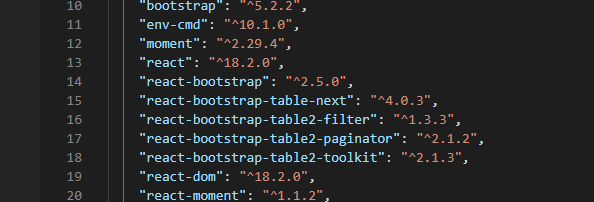 10 "bootstrap": "^5.2.2",
11 "env-cmd": "^10.1.0",
12 "moment": "^2.29.4",
13 "react": "^18.2.0",
14 "react-bootstrap": "^2.5.0",
15 "react-bootstrap-table-next": "^4.0.3",
16 "react-bootstrap-table2-filter": "^1.3.3",
17 "react-bootstrap-table2-paginator": "^2.1.2",
18 "react-bootstrap-table2-toolkit": "^2.1.3",
19 "react-dom": "^18.2.0",
20 "react-moment": "^1.1.2",